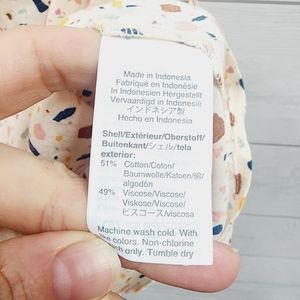 Made in Indonesia
Fabriqué en Indonésie
In Indonesien Hergestellt
Vervaardigd in Indonesië
インドネシア製
Hecho en Indonesia
Shell/Extérieur/Oberstoff/
Buitenkant/シェル/tela
exterior:
51% Cotton/Coton/
Baumwolle/Katoen/綿/
algodón
49% Viscose/Viscose/
Viskose/Viscose/
ビスコース/viscosa
Machine wash cold. With
like colors. Non-chlorine
only. Tumble dry